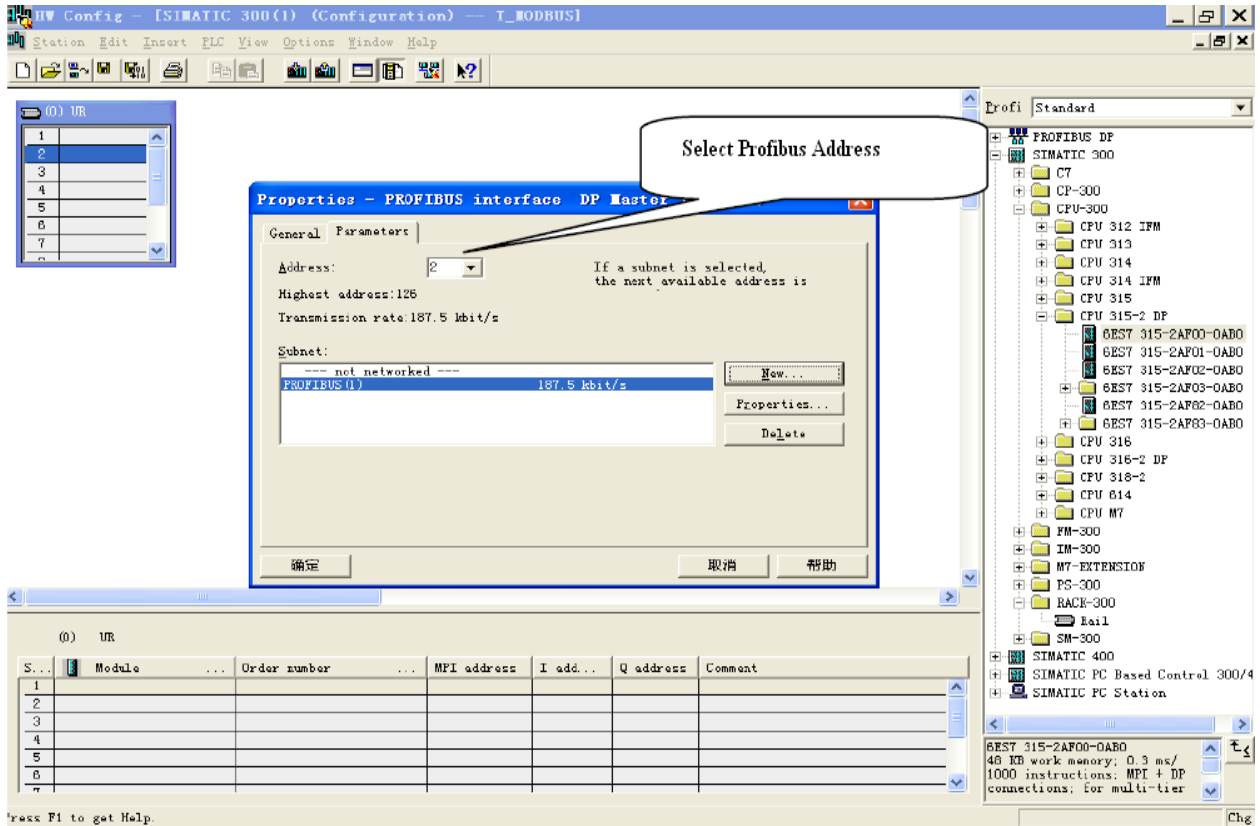 HW Config - [SIMATIC 300(1) (Configuration) -- T_MODBUS]
Station Edit Insert PLC View Options Window Help
(0) UR
1
2
3
4
5
6
7
Select Profibus Address
Properties - PROFIBUS interface DP Master
General Parameters
Address: 2
If a subnet is selected,
the next available address is
Highest address:126
Transmission rate:187.5 kbit/s
Subnet:
--- not networked ---
PROFIBUS(1) 187.5 kbit/s
New...
Properties...
Delete
确定 取消 帮助
Profi Standard
PROFIBUS DP
SIMATIC 300
C7
CP-300
CPU-300
CPU 312 IFM
CPU 313
CPU 314
CPU 314 IFM
CPU 315
CPU 315-2 DP
6ES7 315-2AF00-0AB0
6ES7 315-2AF01-0AB0
6ES7 315-2AF02-0AB0
6ES7 315-2AF03-0AB0
6ES7 315-2AF82-0AB0
6ES7 315-2AF83-0AB0
CPU 316
CPU 316-2 DP
CPU 318-2
CPU 614
CPU M7
FM-300
IM-300
M7-EXTENSION
PS-300
RACK-300
Rail
SM-300
SIMATIC 400
SIMATIC PC Based Control 300/4
SIMATIC PC Station
6ES7 315-2AF00-0AB0
48 KB work memory; 0.3 ms/
1000 instructions; MPI + DP
connections; for multi-tier
(0) UR
S... Module ... Order number ... MPI address I add... Q address Comment
1
2
3
4
5
6
7
Press F1 to get Help. Chg